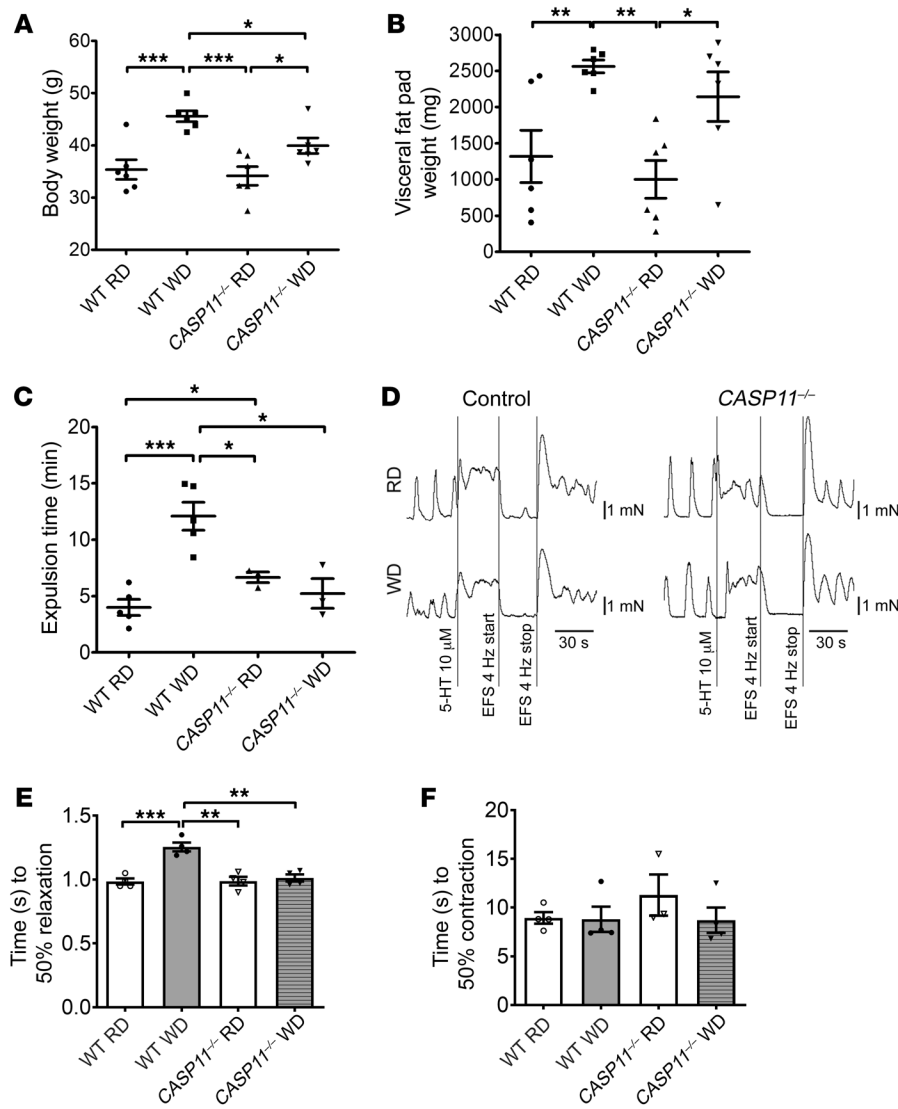 A
Body weight (g)
60
50
40
30
20
***
***
*
*
WT RD
WT WD
CASP11–/– RD
CASP11–/– WD
B
Visceral fat pad
weight (mg)
3000
2500
2000
1500
1000
500
0
**
**
*
WT RD
WT WD
CASP11–/– RD
CASP11–/– WD
C
Expulsion time (min)
20
15
10
5
0
*
*
***
*
WT RD
WT WD
CASP11–/– RD
CASP11–/– WD
D
Control
CASP11–/–
RD
1 mN
1 mN
WD
1 mN
1 mN
5-HT 10 μM
EFS 4 Hz start
EFS 4 Hz stop
30 s
5-HT 10 μM
EFS 4 Hz start
EFS 4 Hz stop
30 s
E
Time (s) to
50% relaxation
1.5
1.0
0.5
0.0
***
**
**
WT RD
WT WD
CASP11–/– RD
CASP11–/– WD
F
Time (s) to
50% contraction
20
15
10
5
0
WT RD
WT WD
CASP11–/– RD
CASP11–/– WD